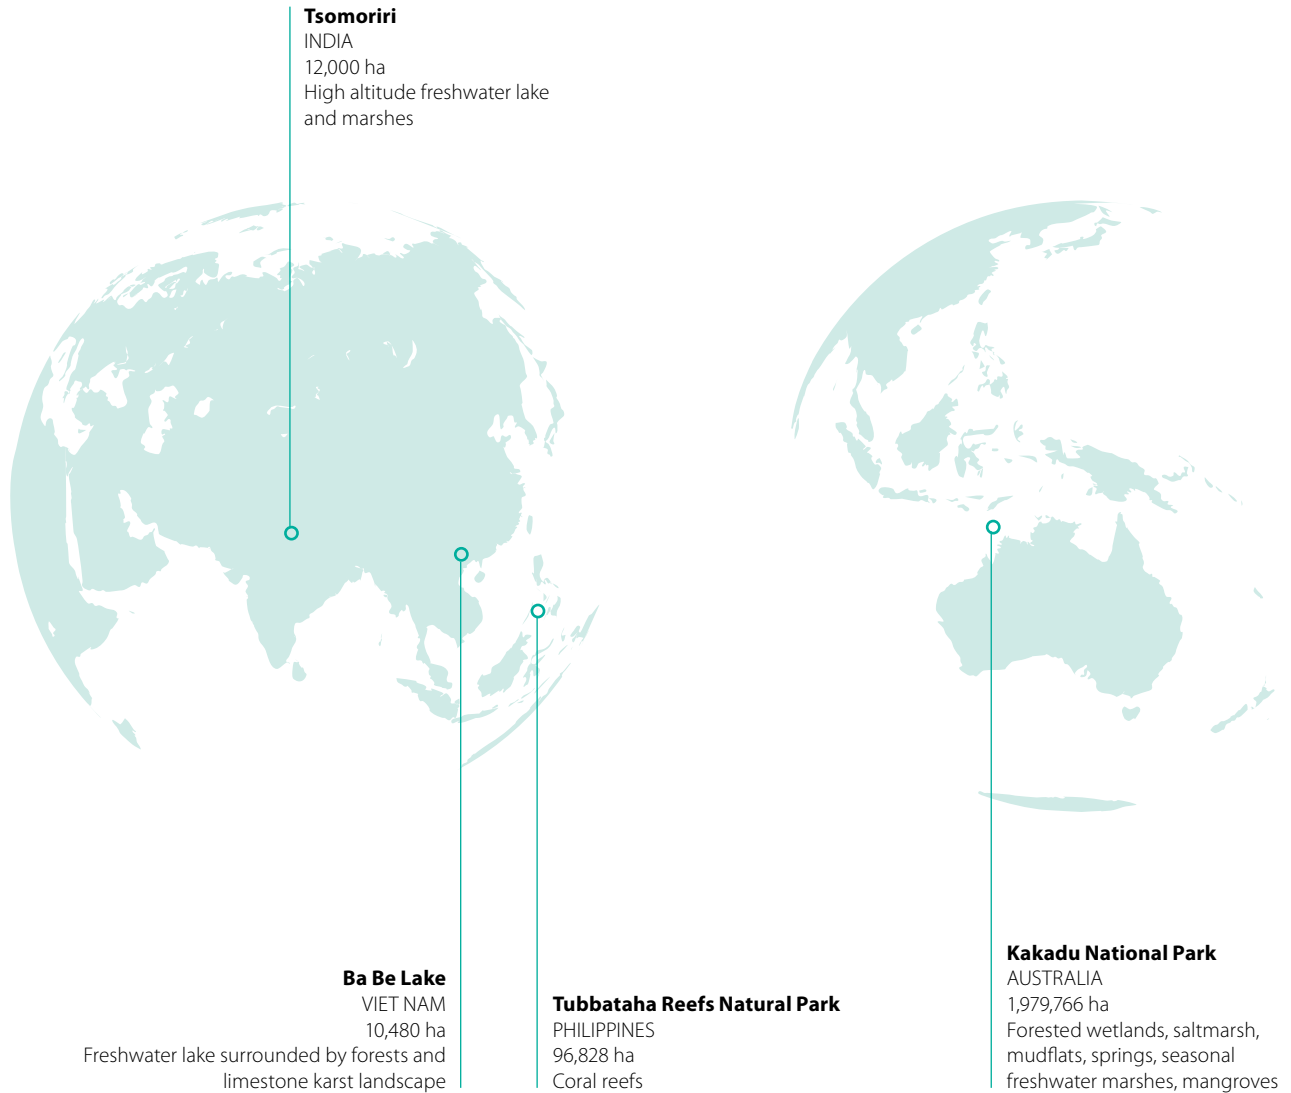 Tsomoriri
INDIA
12,000 ha
High altitude freshwater lake
and marshes
Ba Be Lake
VIET NAM
10,480 ha
Freshwater lake surrounded by forests and
limestone karst landscape
Tubbataha Reefs Natural Park
PHILIPPINES
96,828 ha
Coral reefs
Kakadu National Park
AUSTRALIA
1,979,766 ha
Forested wetlands, saltmarsh,
mudflats, springs, seasonal
freshwater marshes, mangroves